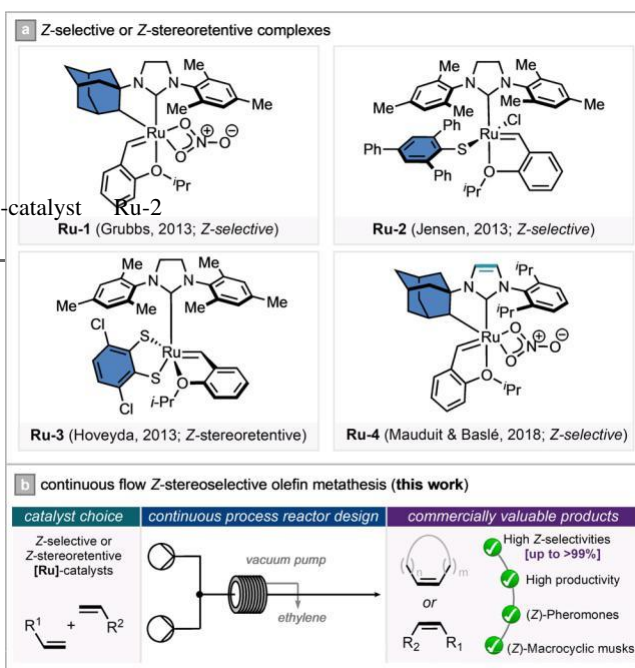 a Z-selective or Z-stereoretentive complexes
Me
N N
Me
Me
Me
Ru
O
O
N⊕
O⊖
O
iPr
Ru-1 (Grubbs, 2013; Z-selective)
Me
Me
N N
Me
Me
Me
Me
Ph
Ru
Cl
Ph
S
Ph
O
iPr
Ru-2 (Jensen, 2013; Z-selective)
-catalyst Ru-2
Me
Me
N N
Me
Me
Me
Me
Cl
S
Ru
S
Cl
O
i-Pr
Ru-3 (Hoveyda, 2013; Z-stereoretentive)
iPr
N N
iPr
Ru
O
O
N⊕
O⊖
O
iPr
Ru-4 (Mauduit & Baslé, 2018; Z-selective)
b continuous flow Z-stereoselective olefin metathesis (this work)
catalyst choice continuous process reactor design commercially valuable products
Z-selective or
Z-stereoretentive
[Ru]-catalysts
R1 + R2
vacuum pump
ethylene
( )n ( )m
or
R2 R1
High Z-selectivities
[up to >99%]
High productivity
(Z)-Pheromones
(Z)-Macrocyclic musks